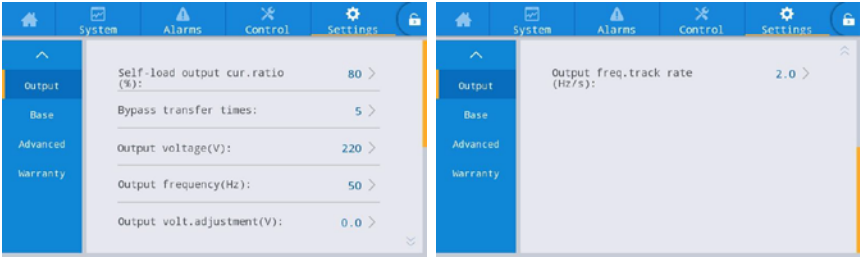 System Alarms Control Settings
Output
Base
Advanced
Warranty
Self-load output cur.ratio 80
(%):
Bypass transfer times: 5
Output voltage(V): 220
Output frequency(Hz): 50
Output volt.adjustment(V): 0.0
System Alarms Control Settings
Output
Base
Advanced
Warranty
Output freq.track rate 2.0
(Hz/s):